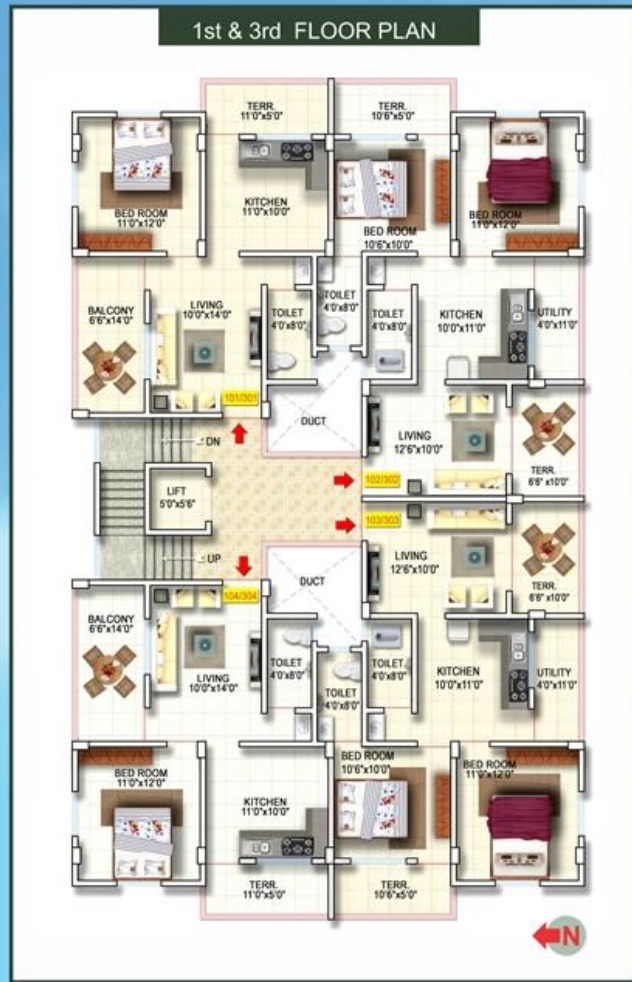 1st & 3rd FLOOR PLAN
TERR.
11'0"x5'0"
TERR.
10'6"x5'0"
KITCHEN
11'0"x10'0"
BED ROOM
11'0"x12'0"
BED ROOM
10'6"x10'0"
BED ROOM
11'0"x12'0"
BALCONY
6'6"x14'0"
LIVING
10'0"x14'0"
TOILET
4'0"x8'0"
TOILET
4'0"x8'0"
TOILET
4'0"x8'0"
KITCHEN
10'0"x11'0"
UTILITY
4'0"x11'0"
101/301
DUCT
LIVING
12'6"x10'0"
TERR.
6'6"x10'0"
DN
LIFT
5'0"x5'6"
102/302
103/303
UP
DUCT
LIVING
12'6"x10'0"
TERR.
6'6"x10'0"
104/304
BALCONY
6'6"x14'0"
LIVING
10'0"x14'0"
TOILET
4'0"x8'0"
TOILET
4'0"x8'0"
TOILET
4'0"x8'0"
KITCHEN
10'0"x11'0"
UTILITY
4'0"x11'0"
BED ROOM
11'0"x12'0"
BED ROOM
10'6"x10'0"
BED ROOM
11'0"x12'0"
KITCHEN
11'0"x10'0"
TERR.
11'0"x5'0"
TERR.
10'6"x5'0"
N